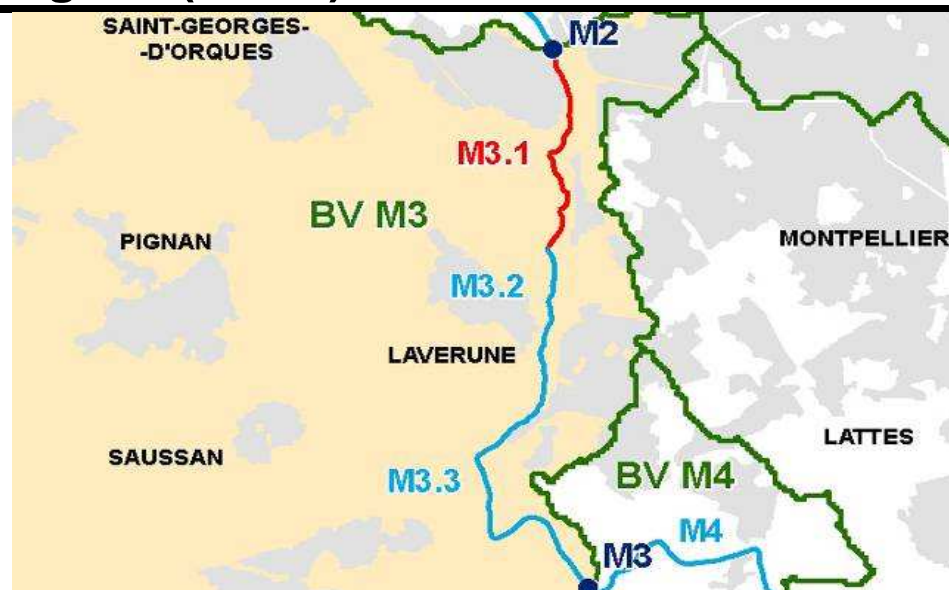 SAINT-GEORGES-
-D'ORQUES
M2
M3.1
BV M3
PIGNAN
MONTPELLIER
M3.2
LAVERUNE
LATTES
SAUSSAN
M3.3
BV M4
M4
M3